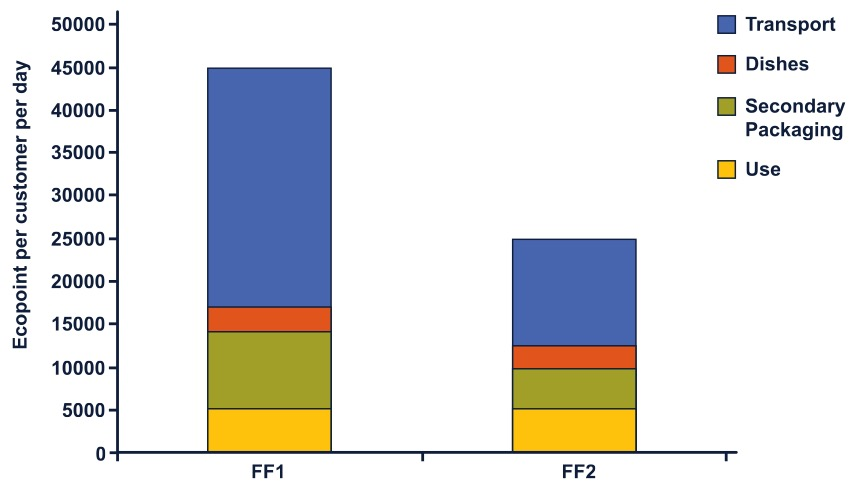 Ecopoint per customer per day
50000
45000
40000
35000
30000
25000
20000
15000
10000
5000
0
FF1
FF2
Transport
Dishes
Secondary
Packaging
Use